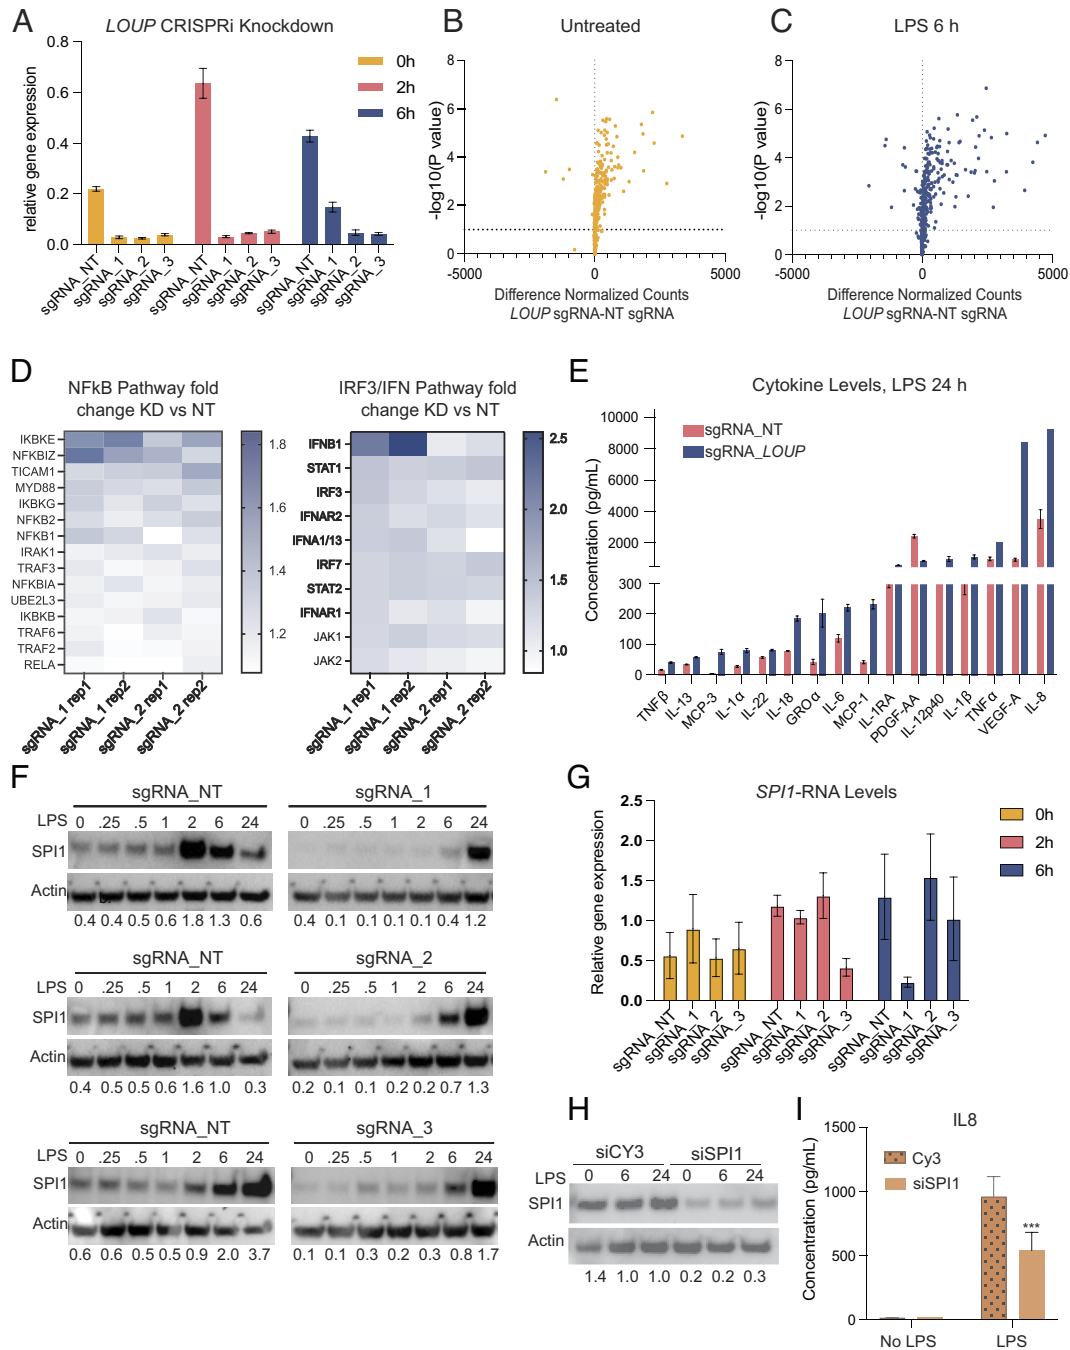 A
LOUP CRISPRi Knockdown
relative gene expression
0.8
0.6
0.4
0.2
0.0
0h
2h
6h
sgRNA_NT
sgRNA_1
sgRNA_2
sgRNA_3
sgRNA_NT
sgRNA_1
sgRNA_2
sgRNA_3
sgRNA_NT
sgRNA_1
sgRNA_2
sgRNA_3
B
Untreated
-log10(P value)
8
6
4
2
0
-5000 0 5000
Difference Normalized Counts
LOUP sgRNA-NT sgRNA
C
LPS 6 h
-log10(P value)
8
6
4
2
0
-5000 0 5000
Difference Normalized Counts
LOUP sgRNA-NT sgRNA
D
NFkB Pathway fold
change KD vs NT
IKBKE
NFKBIZ
TICAM1
MYD88
IKBKG
NFKB2
NFKB1
IRAK1
TRAF3
NFKBIA
UBE2L3
IKBKB
TRAF6
TRAF2
RELA
1.8
1.6
1.4
1.2
sgRNA_1 rep1
sgRNA_1 rep2
sgRNA_2 rep1
sgRNA_2 rep2
IRF3/IFN Pathway fold
change KD vs NT
IFNB1
STAT1
IRF3
IFNAR2
IFNA1/13
IRF7
STAT2
IFNAR1
JAK1
JAK2
2.5
2.0
1.5
1.0
sgRNA_1 rep1
sgRNA_1 rep2
sgRNA_2 rep1
sgRNA_2 rep2
E
Cytokine Levels, LPS 24 h
Concentration (pg/mL)
10000
8000
6000
4000
2000
300
200
100
0
sgRNA_NT
sgRNA_LOUP
TNFβ
IL-13
MCP-3
IL-1α
IL-22
IL-18
GROα
IL-6
MCP-1
IL-1RA
PDGF-AA
IL-12p40
IL-1β
TNFα
VEGF-A
IL-8
F
sgRNA_NT
LPS 0 .25 .5 1 2 6 24
SPI1
Actin
0.4 0.4 0.5 0.6 1.8 1.3 0.6
sgRNA_1
0 .25 .5 1 2 6 24
0.4 0.1 0.1 0.1 0.1 0.4 1.2
sgRNA_NT
LPS 0 .25 .5 1 2 6 24
SPI1
Actin
0.4 0.5 0.5 0.6 1.6 1.0 0.3
sgRNA_2
0 .25 .5 1 2 6 24
0.2 0.1 0.1 0.2 0.2 0.7 1.3
sgRNA_NT
LPS 0 .25 .5 1 2 6 24
SPI1
Actin
0.6 0.6 0.5 0.5 0.9 2.0 3.7
sgRNA_3
0 .25 .5 1 2 6 24
0.1 0.1 0.3 0.2 0.3 0.8 1.7
G
SPI1-RNA Levels
Relative gene expression
2.5
2.0
1.5
1.0
0.5
0.0
0h
2h
6h
sgRNA_NT
sgRNA_1
sgRNA_2
sgRNA_3
sgRNA_NT
sgRNA_1
sgRNA_2
sgRNA_3
sgRNA_NT
sgRNA_1
sgRNA_2
sgRNA_3
H
siCY3 siSPI1
LPS 0 6 24 0 6 24
SPI1
Actin
1.4 1.0 1.0 0.2 0.2 0.3
I
IL8
Concentration (pg/mL)
1500
1000
500
0
Cy3
siSPI1
***
No LPS LPS